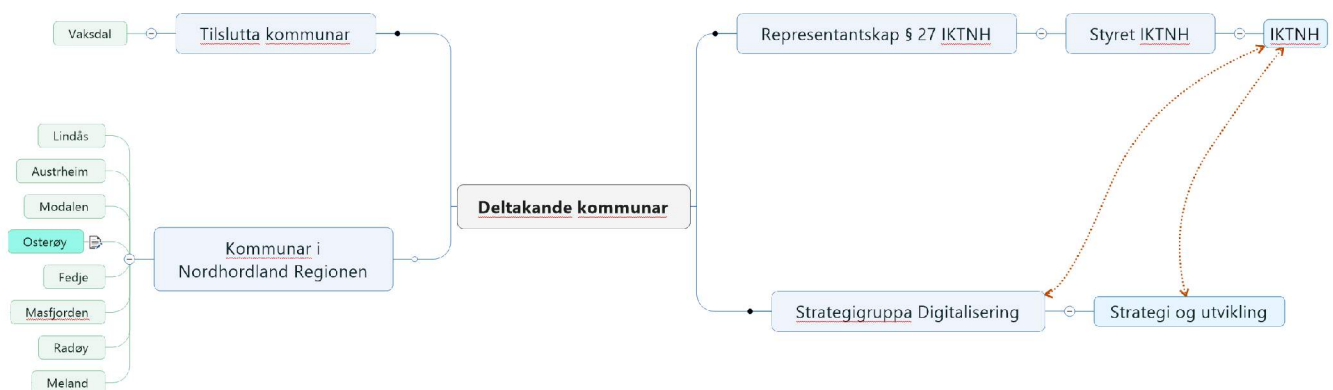 Vaksdal
Tilslutta kommunar
Representantskap § 27 IKTNH
Styret IKTNH
IKTNH
Lindås
Austrheim
Modalen
Osterøy
Fedje
Masfjorden
Radøy
Meland
Kommunar i
Nordhordland Regionen
Deltakande kommunar
Strategigruppa Digitalisering
Strategi og utvikling